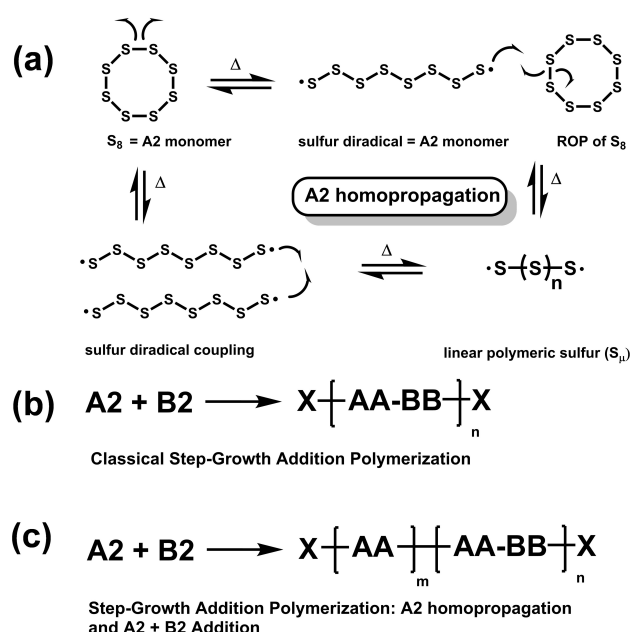 (a)
S S
S S
S S
S S
Δ
·S S S S S S S S·
S S
S S
S S
S S
S₈ = A2 monomer
sulfur diradical = A2 monomer
ROP of S₈
Δ
A2 homopropagation
Δ
·S S S S S S S S·
·S S S S S S S S·
Δ
·S-(S)n-S·
sulfur diradical coupling
linear polymeric sulfur (Sμ)
(b) A2 + B2 → X-[AA-BB]n-X
Classical Step-Growth Addition Polymerization
(c) A2 + B2 → X-[AA]m-[AA-BB]n-X
Step-Growth Addition Polymerization: A2 homopropagation
and A2 + B2 Addition